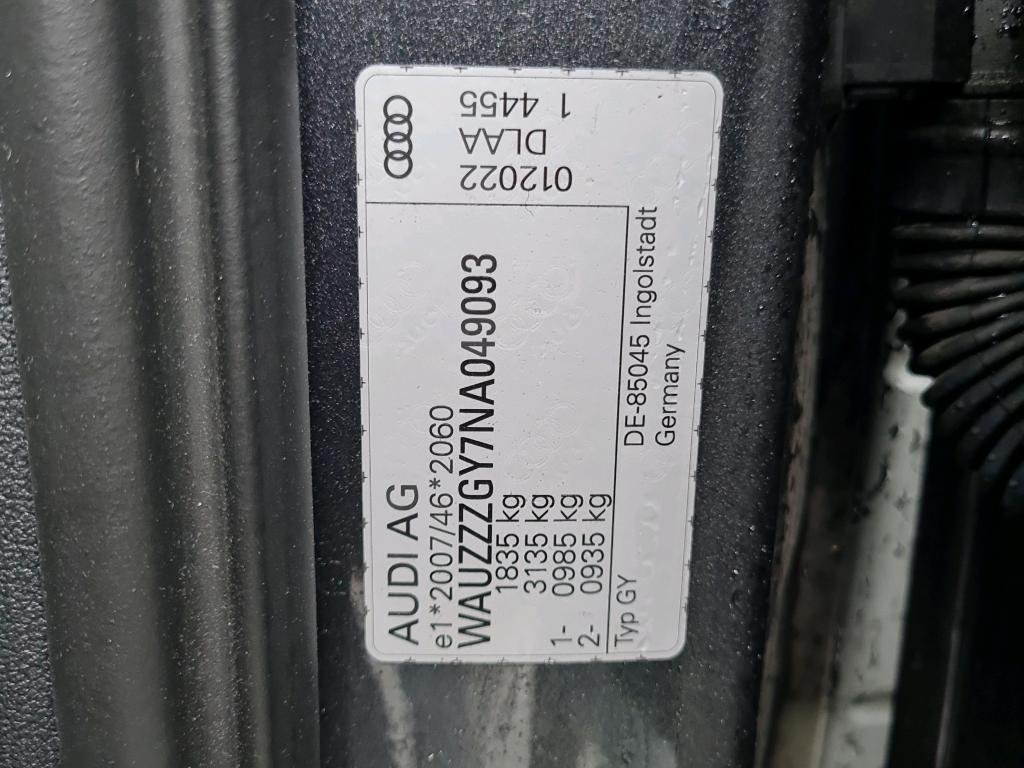 AUDI AG
e1*2007/46*2060
WAUZZZGY7NA049093
1835 kg
3135 kg
1- 0985 kg
2- 0935 kg
Typ GY
DE-85045 Ingolstadt
Germany
012022
DLAA
1 4455